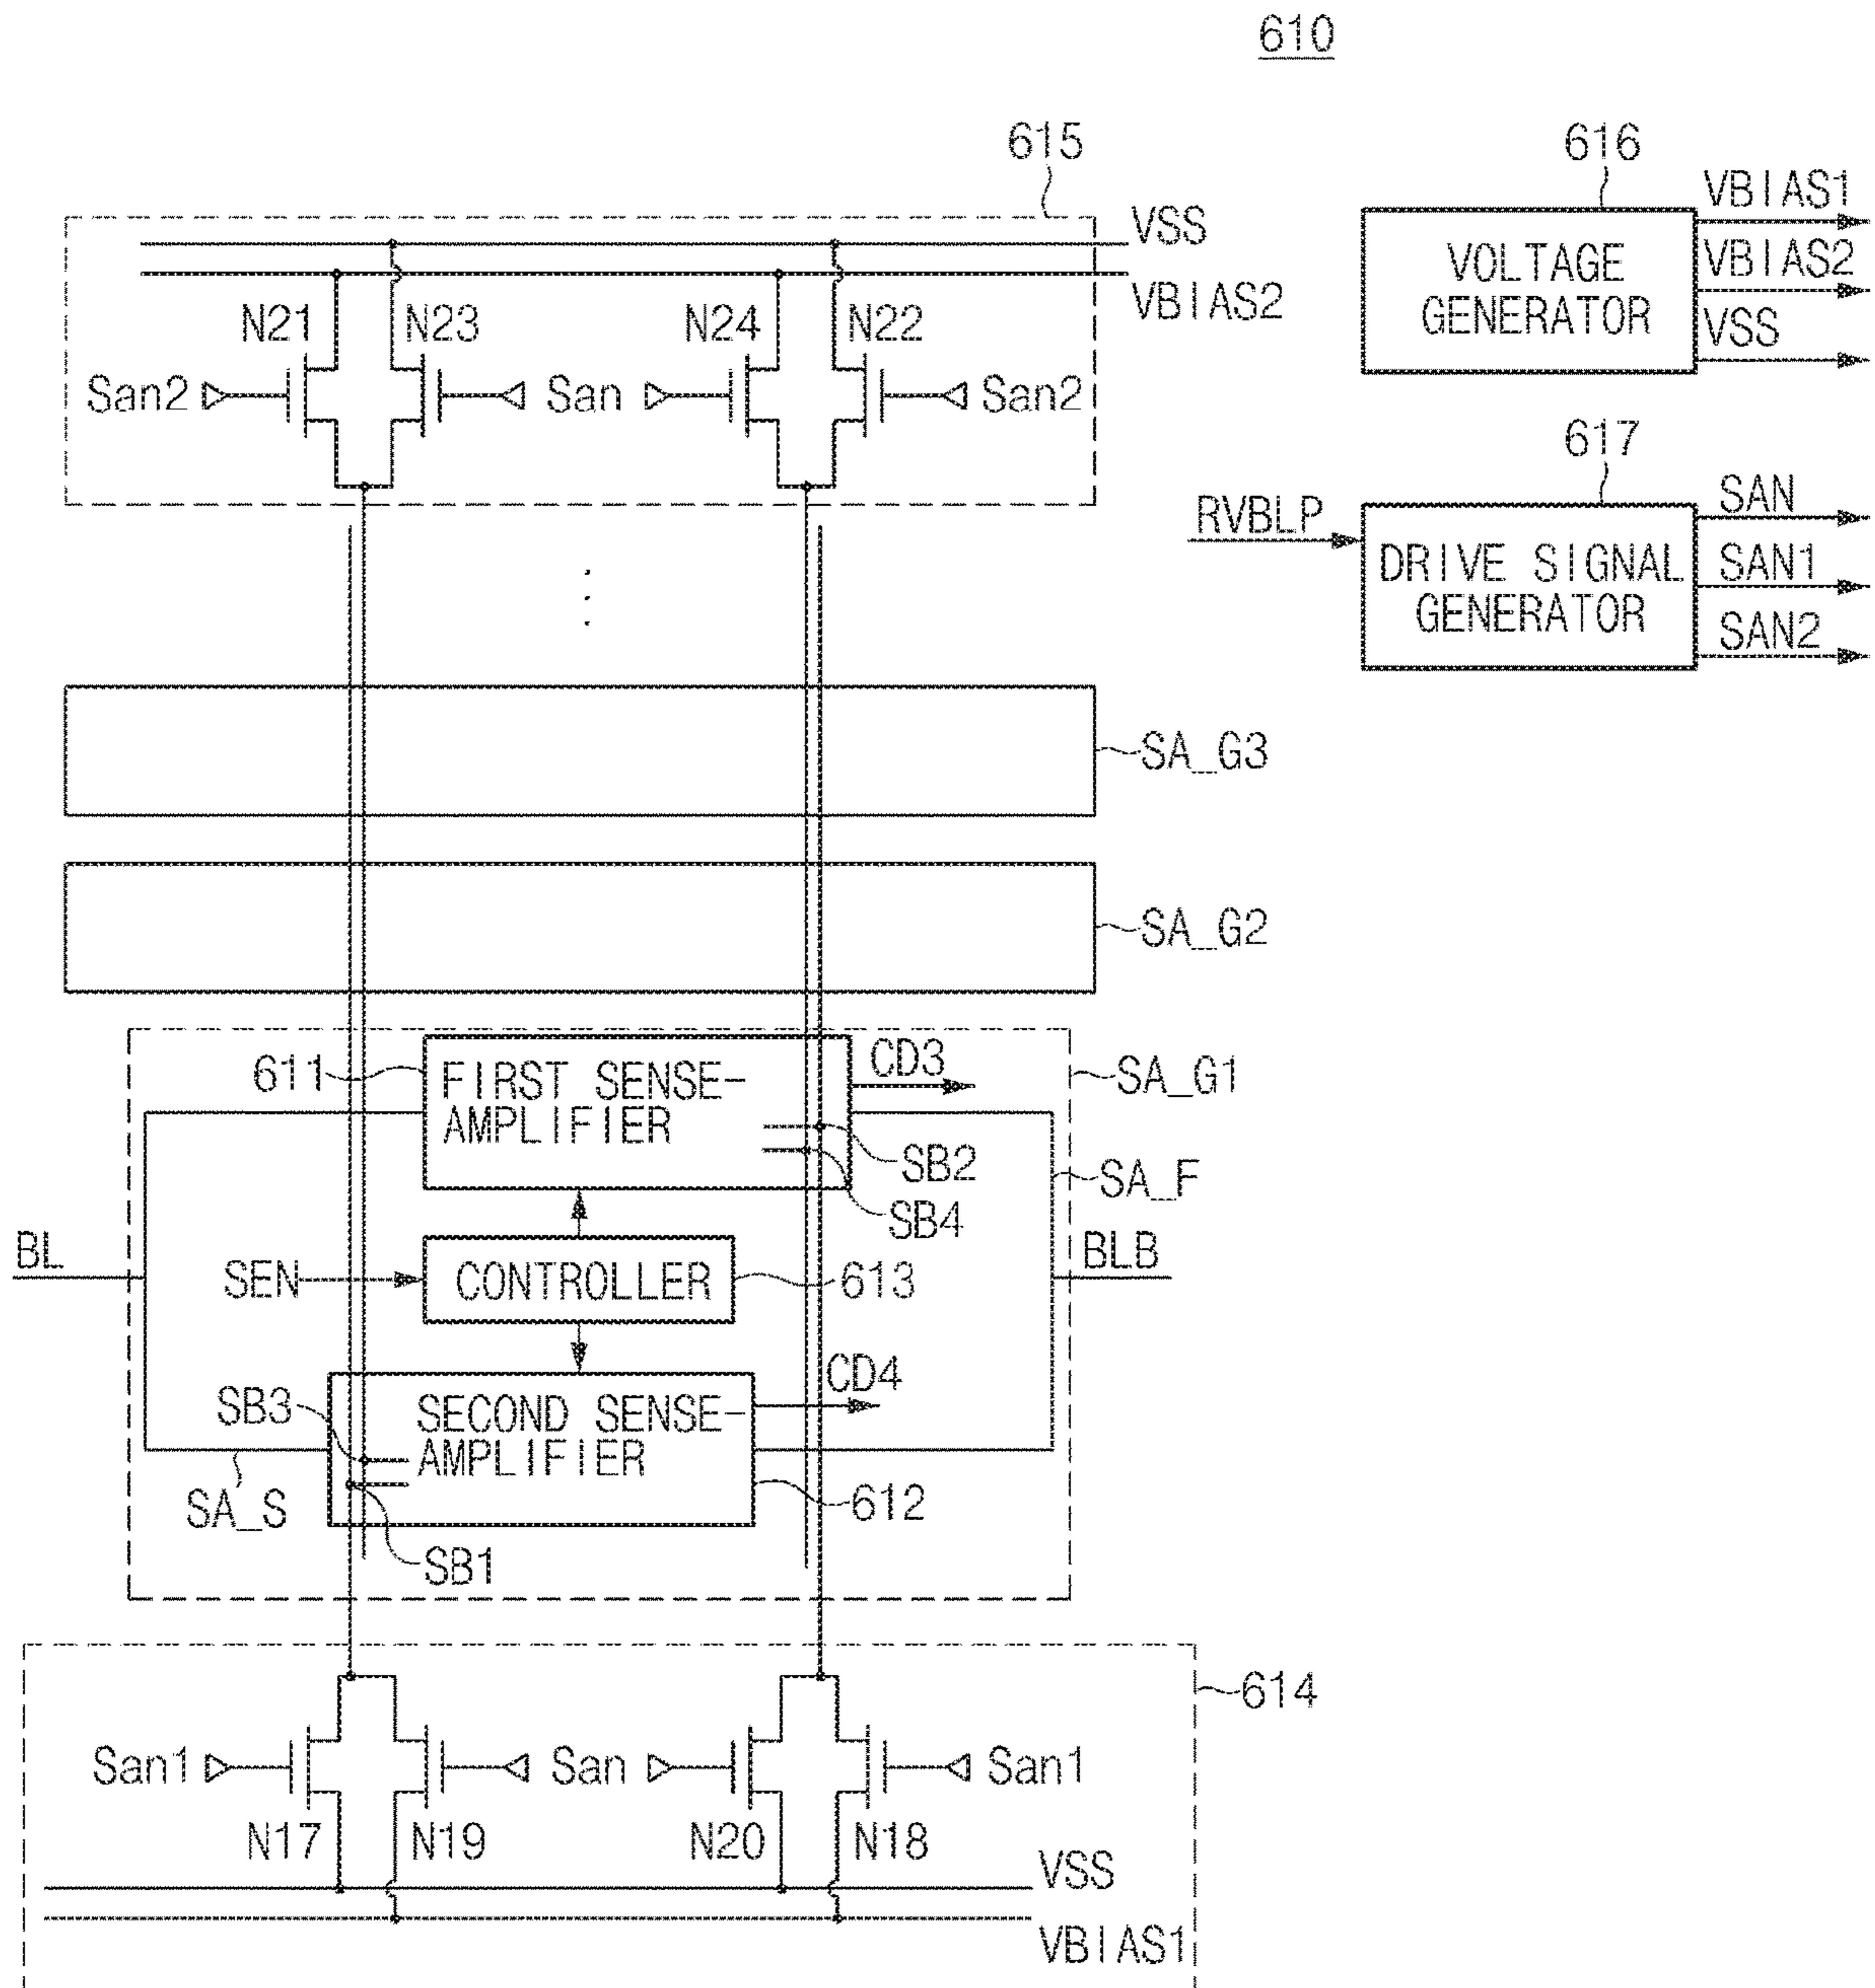 610
615
616
VSS
VBIAS2
N21
N23
N24
N22
San2
San
San2
VOLTAGE
GENERATOR
VBIAS1
VBIAS2
VSS
617
RVBLP
DRIVE SIGNAL
GENERATOR
SAN
SAN1
SAN2
SA_G3
SA_G2
611
FIRST SENSE-
AMPLIFIER
CD3
SA_G1
SB2
SA_F
SB4
BL
SEN
CONTROLLER
613
BLB
SB3
SECOND SENSE-
AMPLIFIER
CD4
SA_S
612
SB1
614
San1
San
San1
N17
N19
N20
N18
VSS
VBIAS1